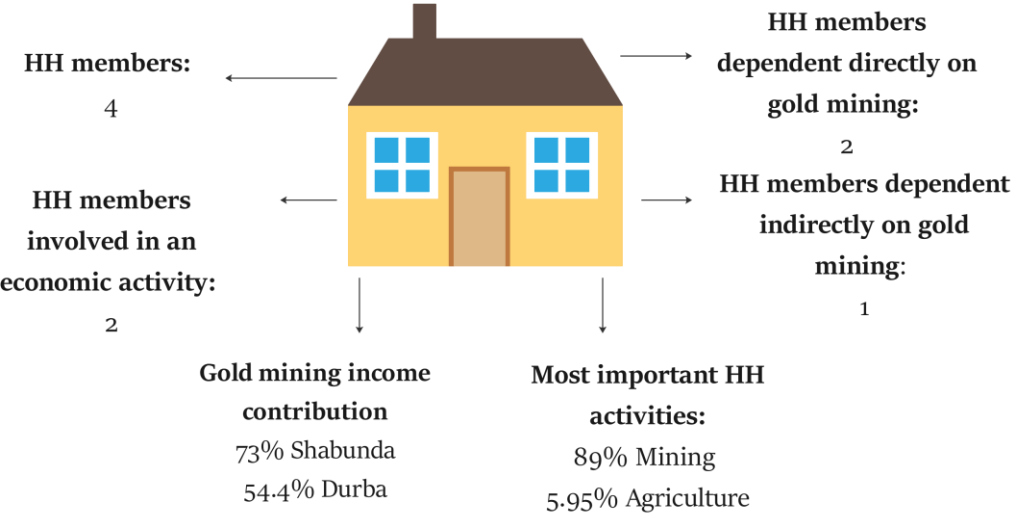 HH members:
4
HH members
involved in an
economic activity:
2
HH members
dependent directly on
gold mining:
2
HH members dependent
indirectly on gold
mining:
1
Gold mining income
contribution
73% Shabunda
54.4% Durba
Most important HH
activities:
89% Mining
5.95% Agriculture